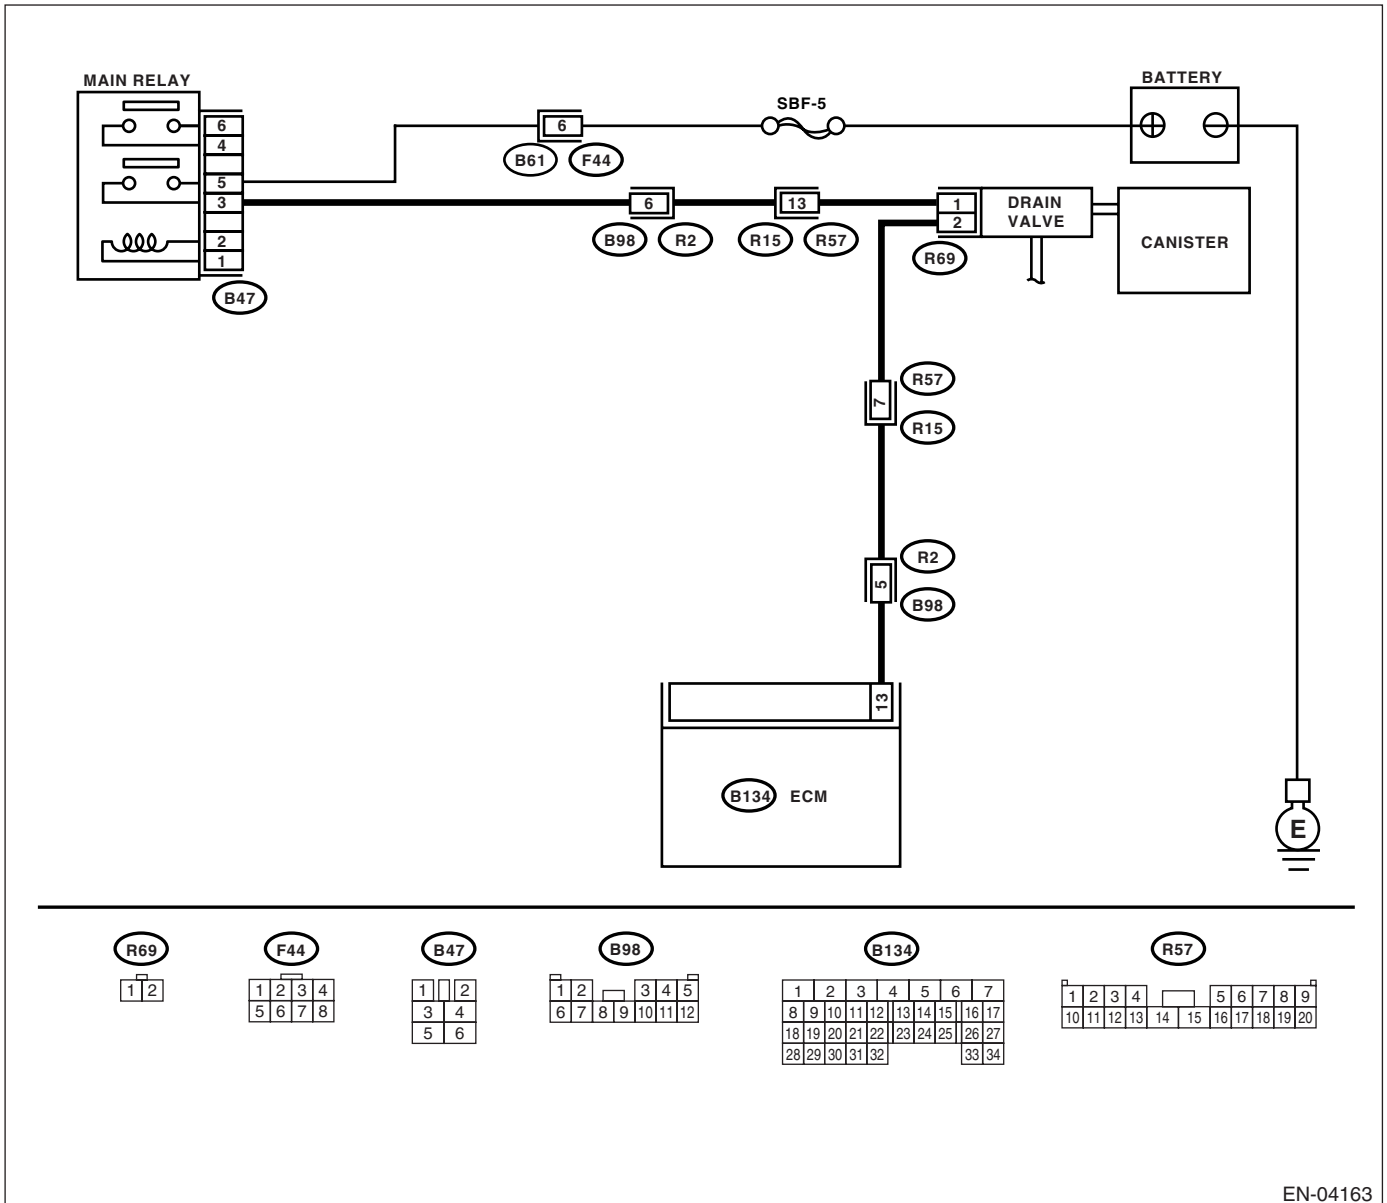 MAIN RELAY
BATTERY
SBF-5
6
4
5
3
2
1
B47
6
B61 F44
6
B98 R2
13
R15 R57
1
2
R69
DRAIN
VALVE
CANISTER
R57
7
R15
R2
5
B98
13
B134 ECM
E
R69
1 2
F44
1 2 3 4
5 6 7 8
B47
1 2
3 4
5 6
B98
1 2 3 4 5
6 7 8 9 10 11 12
B134
1 2 3 4 5 6 7
8 9 10 11 12 13 14 15 16 17
18 19 20 21 22 23 24 25 26 27
28 29 30 31 32 33 34
R57
1 2 3 4 5 6 7 8 9
10 11 12 13 14 15 16 17 18 19 20
EN-04163